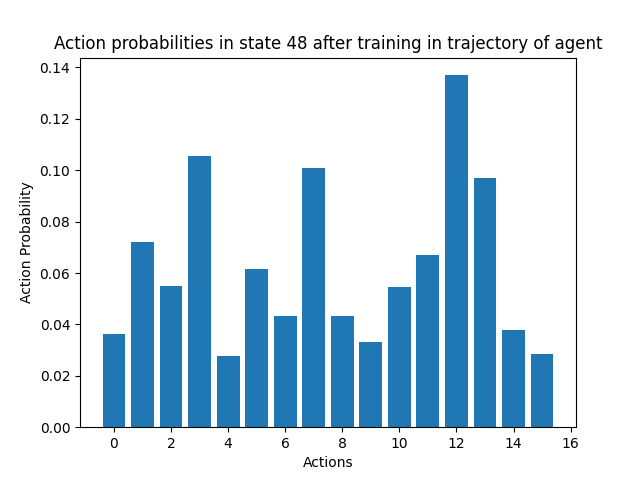 Action probabilities in state 48 after training in trajectory of agent
0.14
0.12
0.10
0.08
0.06
0.04
0.02
0.00
Action Probability
0 2 4 6 8 10 12 14 16
Actions